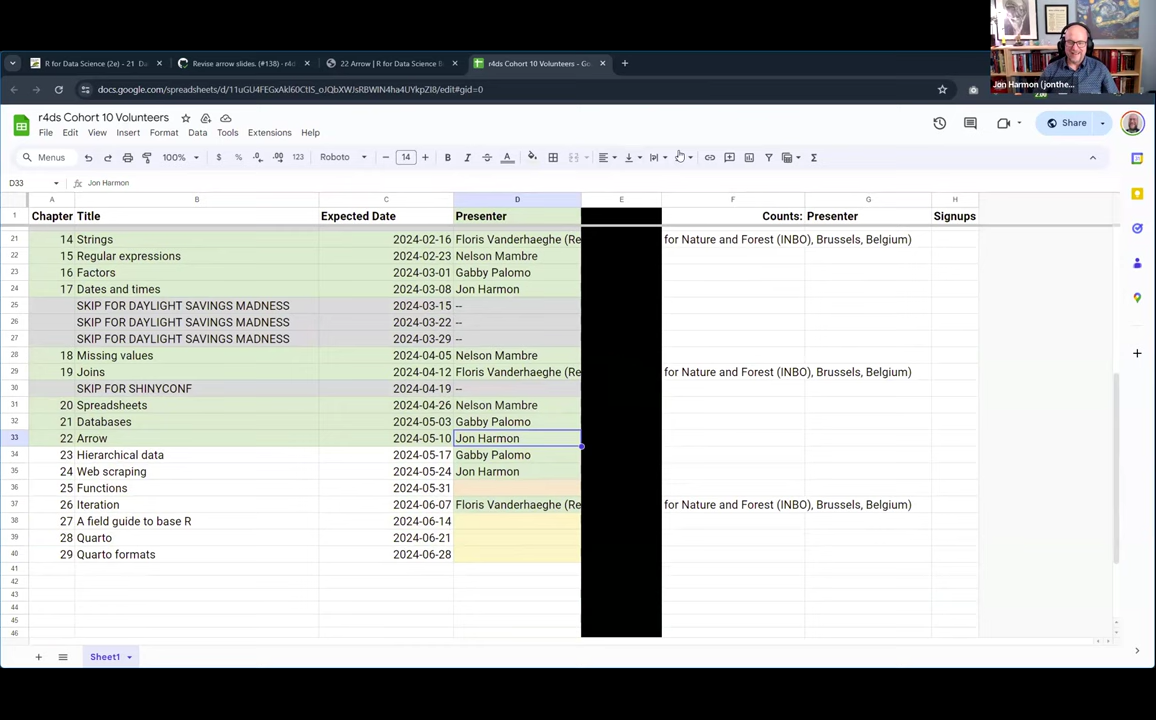 R for Data Science (2e) – 21 Da
Revise arrow slides. (#138) · r4d
22 Arrow | R for Data Science B
r4ds Cohort 10 Volunteers - Go
docs.google.com/spreadsheets/d/
Jon Harmon (jonthe...
r4ds Cohort 10 Volunteers
File Edit View Insert Format Data Tools Extensions Help
Share
Menus 100% $ % .0 .00 123 Roboto 14 B I S A
D33 fx Jon Harmon
A B C D E F G H
1 Chapter Title Expected Date Presenter Counts: Presenter Signups
21 14 Strings 2024-02-16 Floris Vanderhaeghe (Re for Nature and Forest (INBO), Brussels, Belgium)
22 15 Regular expressions 2024-02-23 Nelson Mambre
23 16 Factors 2024-03-01 Gabby Palomo
24 17 Dates and times 2024-03-08 Jon Harmon
25 SKIP FOR DAYLIGHT SAVINGS MADNESS 2024-03-15 --
26 SKIP FOR DAYLIGHT SAVINGS MADNESS 2024-03-22 --
27 SKIP FOR DAYLIGHT SAVINGS MADNESS 2024-03-29 --
28 18 Missing values 2024-04-05 Nelson Mambre
29 19 Joins 2024-04-12 Floris Vanderhaeghe (Re for Nature and Forest (INBO), Brussels, Belgium)
30 SKIP FOR SHINYCONF 2024-04-19 --
31 20 Spreadsheets 2024-04-26 Nelson Mambre
32 21 Databases 2024-05-03 Gabby Palomo
33 22 Arrow 2024-05-10 Jon Harmon
34 23 Hierarchical data 2024-05-17 Gabby Palomo
35 24 Web scraping 2024-05-24 Jon Harmon
36 25 Functions 2024-05-31
37 26 Iteration 2024-06-07 Floris Vanderhaeghe (Re for Nature and Forest (INBO), Brussels, Belgium)
38 27 A field guide to base R 2024-06-14
39 28 Quarto 2024-06-21
40 29 Quarto formats 2024-06-28
41
42
43
44
45
46
Sheet1